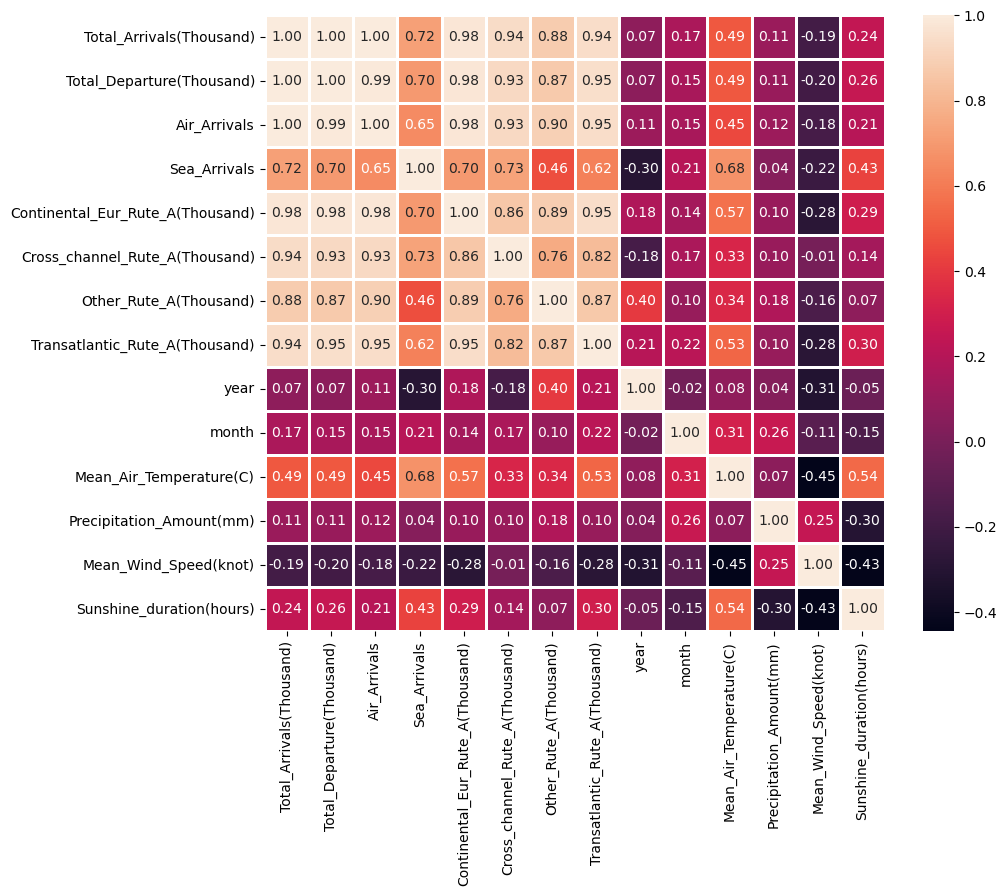 Total_Arrivals(Thousand) 1.00 1.00 1.00 0.72 0.98 0.94 0.88 0.94 0.07 0.17 0.49 0.11 -0.19 0.24
Total_Departure(Thousand) 1.00 1.00 0.99 0.70 0.98 0.93 0.87 0.95 0.07 0.15 0.49 0.11 -0.20 0.26
Air_Arrivals 1.00 0.99 1.00 0.65 0.98 0.93 0.90 0.95 0.11 0.15 0.45 0.12 -0.18 0.21
Sea_Arrivals 0.72 0.70 0.65 1.00 0.70 0.73 0.46 0.62 -0.30 0.21 0.68 0.04 -0.22 0.43
Continental_Eur_Rute_A(Thousand) 0.98 0.98 0.98 0.70 1.00 0.86 0.89 0.95 0.18 0.14 0.57 0.10 -0.28 0.29
Cross_channel_Rute_A(Thousand) 0.94 0.93 0.93 0.73 0.86 1.00 0.76 0.82 -0.18 0.17 0.33 0.10 -0.01 0.14
Other_Rute_A(Thousand) 0.88 0.87 0.90 0.46 0.89 0.76 1.00 0.87 0.40 0.10 0.34 0.18 -0.16 0.07
Transatlantic_Rute_A(Thousand) 0.94 0.95 0.95 0.62 0.95 0.82 0.87 1.00 0.21 0.22 0.53 0.10 -0.28 0.30
year 0.07 0.07 0.11 -0.30 0.18 -0.18 0.40 0.21 1.00 -0.02 0.08 0.04 -0.31 -0.05
month 0.17 0.15 0.15 0.21 0.14 0.17 0.10 0.22 -0.02 1.00 0.31 0.26 -0.11 -0.15
Mean_Air_Temperature(C) 0.49 0.49 0.45 0.68 0.57 0.33 0.34 0.53 0.08 0.31 1.00 0.07 -0.45 0.54
Precipitation_Amount(mm) 0.11 0.11 0.12 0.04 0.10 0.10 0.18 0.10 0.04 0.26 0.07 1.00 0.25 -0.30
Mean_Wind_Speed(knot) -0.19 -0.20 -0.18 -0.22 -0.28 -0.01 -0.16 -0.28 -0.31 -0.11 -0.45 0.25 1.00 -0.43
Sunshine_duration(hours) 0.24 0.26 0.21 0.43 0.29 0.14 0.07 0.30 -0.05 -0.15 0.54 -0.30 -0.43 1.00
Total_Arrivals(Thousand)
Total_Departure(Thousand)
Air_Arrivals
Sea_Arrivals
Continental_Eur_Rute_A(Thousand)
Cross_channel_Rute_A(Thousand)
Other_Rute_A(Thousand)
Transatlantic_Rute_A(Thousand)
year
month
Mean_Air_Temperature(C)
Precipitation_Amount(mm)
Mean_Wind_Speed(knot)
Sunshine_duration(hours)
1.0
0.8
0.6
0.4
0.2
0.0
−0.2
−0.4